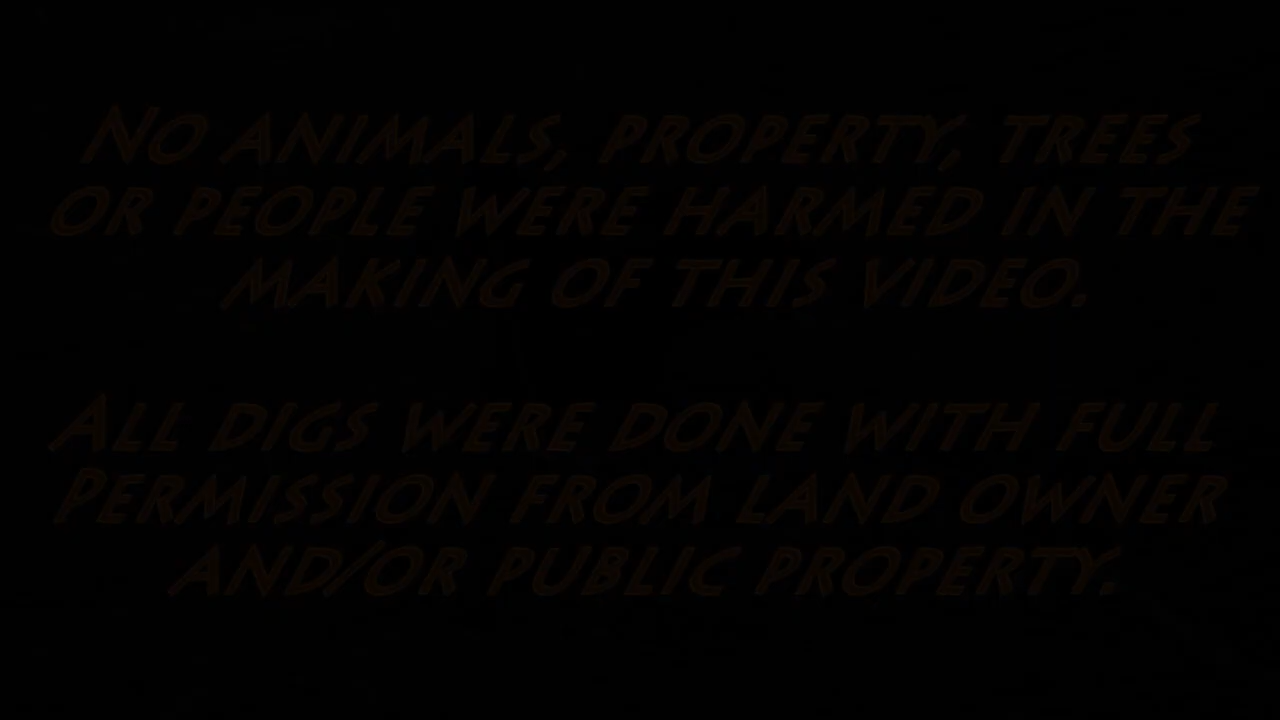 No animals, property, trees
or people were harmed in the
making of this video.
All digs were done with full
Permission from land owner
and/or public property.